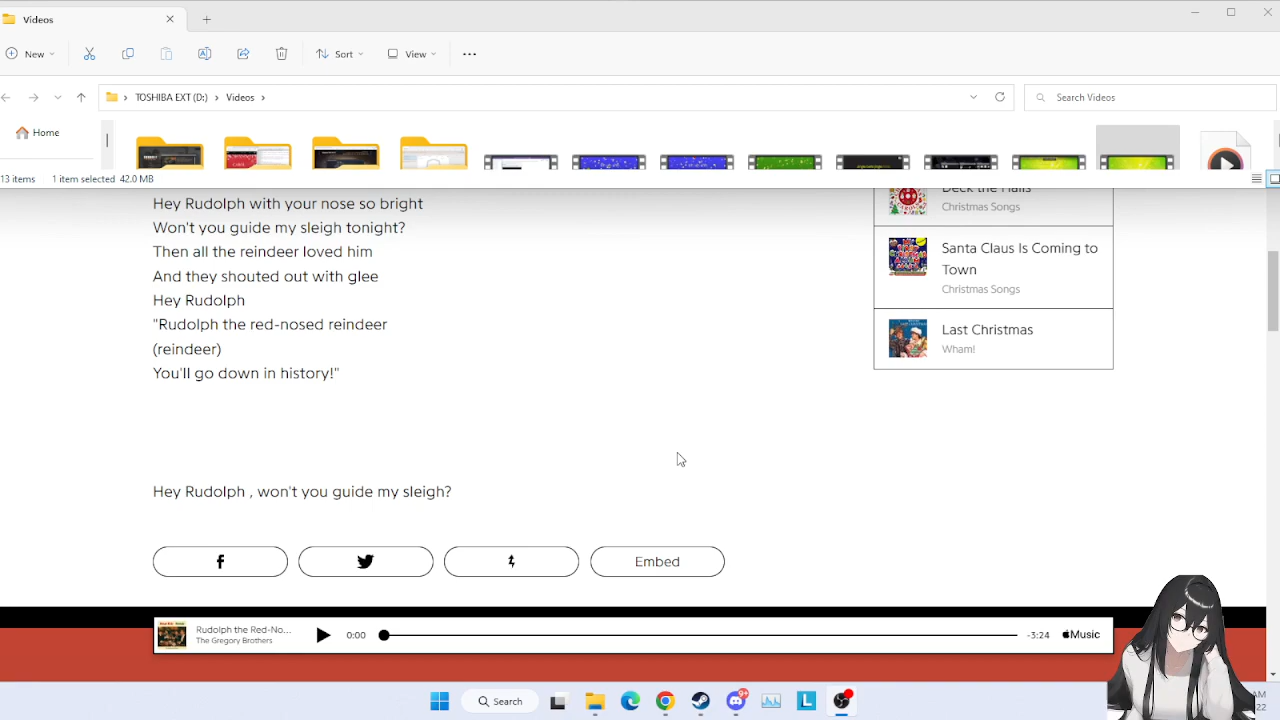 Videos
New
Sort
View
TOSHIBA EXT (D:)
Videos
Search Videos
Home
13 items
1 item selected
42.0 MB
Hey Rudolph with your nose so bright
Won't you guide my sleigh tonight?
Then all the reindeer loved him
And they shouted out with glee
Hey Rudolph
"Rudolph the red-nosed reindeer
(reindeer)
You'll go down in history!"
Hey Rudolph , won't you guide my sleigh?
Deck the Halls
Christmas Songs
Santa Claus Is Coming to
Town
Christmas Songs
Last Christmas
Wham!
Embed
Rudolph the Red-No...
The Gregory Brothers
0:00
-3:24
Music
Search
9+
L
AM
22